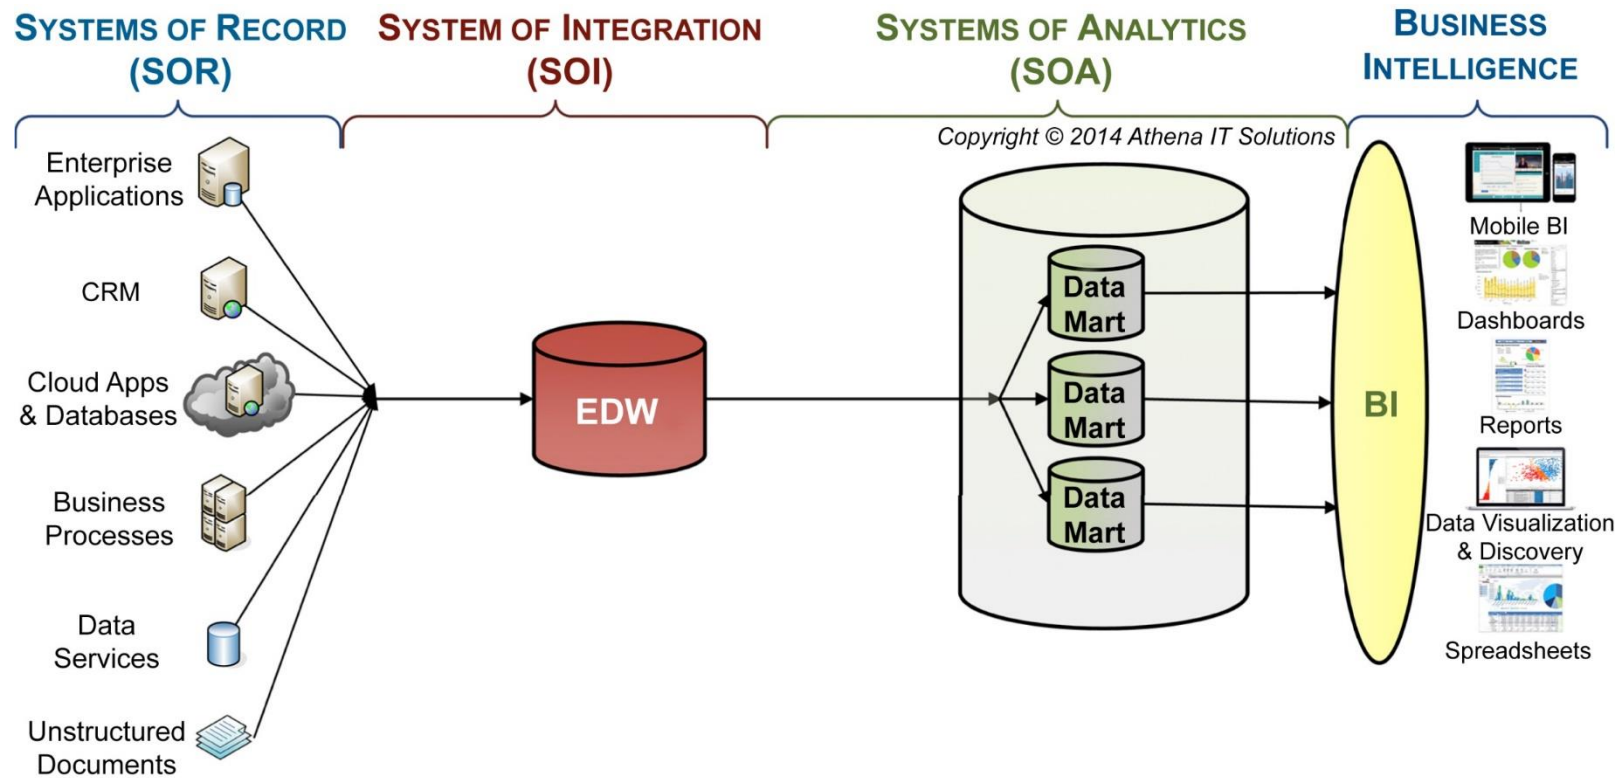 SYSTEMS OF RECORD
(SOR)
SYSTEM OF INTEGRATION
(SOI)
SYSTEMS OF ANALYTICS
(SOA)
BUSINESS
INTELLIGENCE
Copyright © 2014 Athena IT Solutions
Enterprise
Applications
CRM
Cloud Apps
& Databases
Business
Processes
Data
Services
Unstructured
Documents
EDW
Data
Mart
Data
Mart
Data
Mart
BI
Mobile BI
Dashboards
Reports
Data Visualization
& Discovery
Spreadsheets